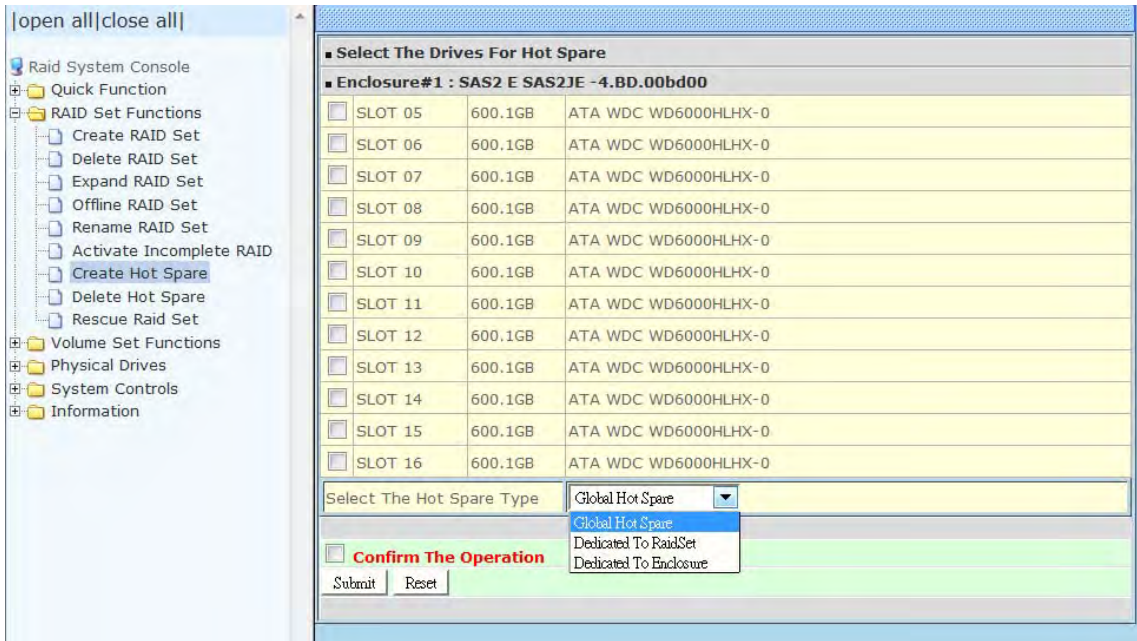 |open all|close all|
Raid System Console
Quick Function
RAID Set Functions
Create RAID Set
Delete RAID Set
Expand RAID Set
Offline RAID Set
Rename RAID Set
Activate Incomplete RAID
Create Hot Spare
Delete Hot Spare
Rescue Raid Set
Volume Set Functions
Physical Drives
System Controls
Information
Select The Drives For Hot Spare
Enclosure#1 : SAS2 E SAS2JE -4.BD.00bd00
SLOT 05 600.1GB ATA WDC WD6000HLHX-0
SLOT 06 600.1GB ATA WDC WD6000HLHX-0
SLOT 07 600.1GB ATA WDC WD6000HLHX-0
SLOT 08 600.1GB ATA WDC WD6000HLHX-0
SLOT 09 600.1GB ATA WDC WD6000HLHX-0
SLOT 10 600.1GB ATA WDC WD6000HLHX-0
SLOT 11 600.1GB ATA WDC WD6000HLHX-0
SLOT 12 600.1GB ATA WDC WD6000HLHX-0
SLOT 13 600.1GB ATA WDC WD6000HLHX-0
SLOT 14 600.1GB ATA WDC WD6000HLHX-0
SLOT 15 600.1GB ATA WDC WD6000HLHX-0
SLOT 16 600.1GB ATA WDC WD6000HLHX-0
Select The Hot Spare Type Global Hot Spare
Global Hot Spare
Dedicated To RaidSet
Dedicated To Enclosure
Confirm The Operation
Submit Reset